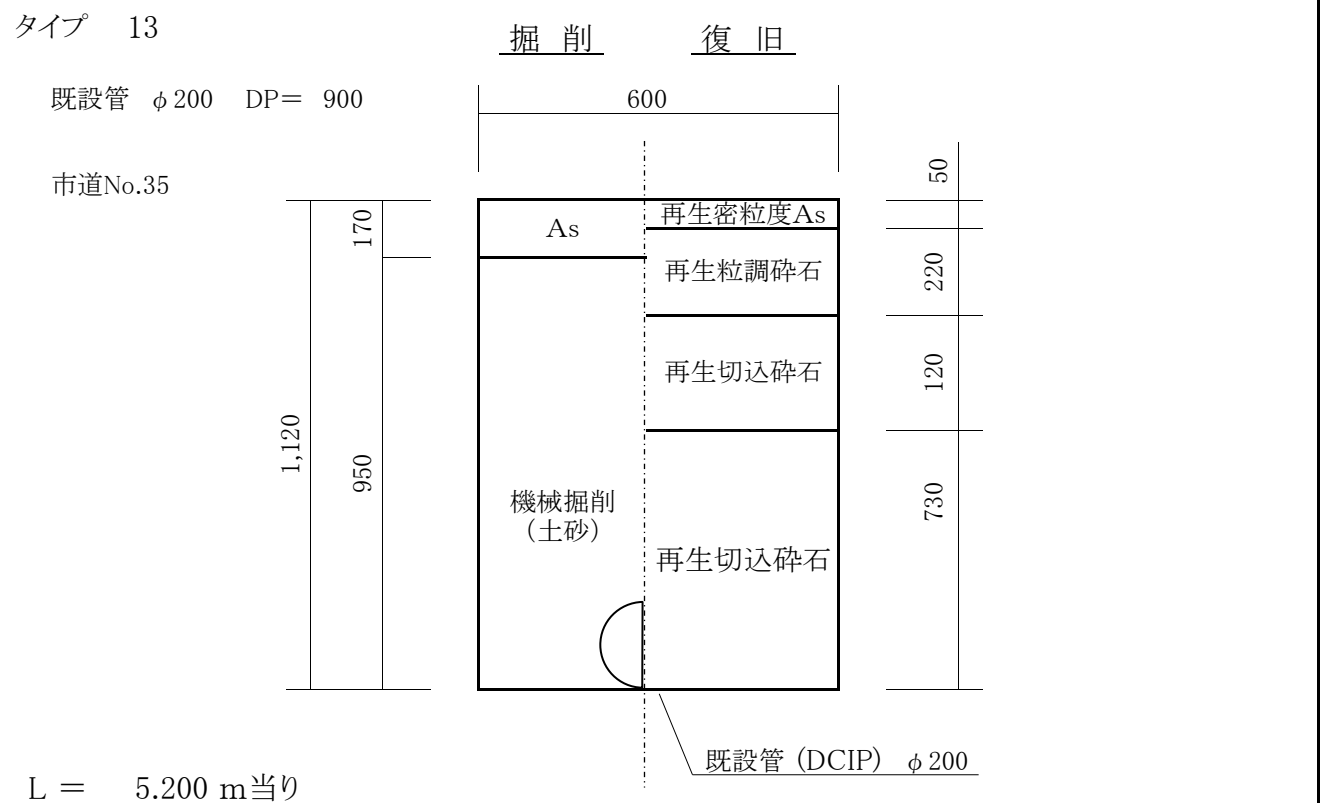 タイプ 13
掘 削 復 旧
既設管 φ200 DP＝ 900
600
市道No.35
50
170
As
再生密粒度As
再生粒調砕石
220
再生切込砕石
120
1,120
950
機械掘削
（土砂）
730
再生切込砕石
既設管 (DCIP) φ200
L ＝ 5.200 m当り